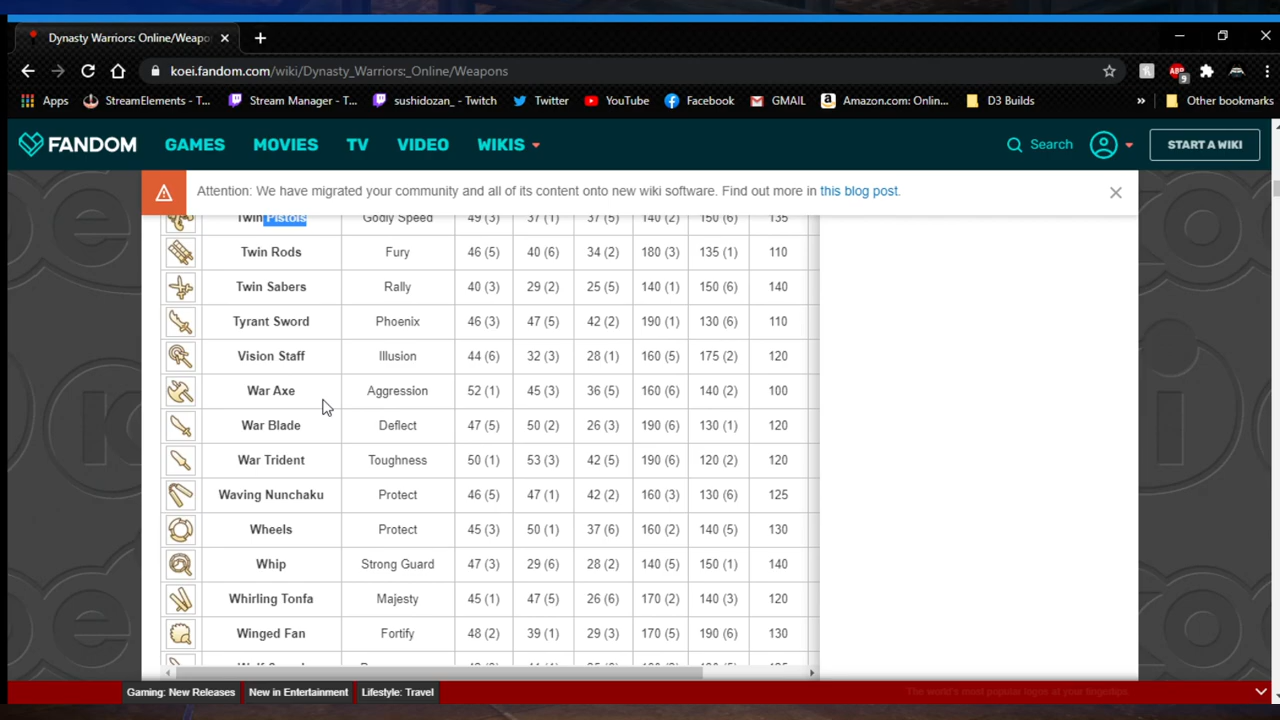 Dynasty Warriors: Online/Weapo
koei.fandom.com/wiki/Dynasty_Warriors:_Online/Weapons
ABP
9
Apps StreamElements - T... Stream Manager - T... sushidozan_ - Twitch Twitter YouTube Facebook GMAIL Amazon.com: Onlin... D3 Builds » Other bookmarks
FANDOM GAMES MOVIES TV VIDEO WIKIS Search START A WIKI
Attention: We have migrated your community and all of its content onto new wiki software. Find out more in this blog post.
Twin Pistols Godly Speed 49 (3) 37 (1) 37 (5) 140 (2) 150 (6) 135
Twin Rods Fury 46 (5) 40 (6) 34 (2) 180 (3) 135 (1) 110
Twin Sabers Rally 40 (3) 29 (2) 25 (5) 140 (1) 150 (6) 140
Tyrant Sword Phoenix 46 (3) 47 (5) 42 (2) 190 (1) 130 (6) 110
Vision Staff Illusion 44 (6) 32 (3) 28 (1) 160 (5) 175 (2) 120
War Axe Aggression 52 (1) 45 (3) 36 (5) 160 (6) 140 (2) 100
War Blade Deflect 47 (5) 50 (2) 26 (3) 190 (6) 130 (1) 120
War Trident Toughness 50 (1) 53 (3) 42 (5) 190 (6) 120 (2) 120
Waving Nunchaku Protect 46 (5) 47 (1) 42 (2) 160 (3) 130 (6) 125
Wheels Protect 45 (3) 50 (1) 37 (6) 160 (2) 140 (5) 130
Whip Strong Guard 47 (3) 29 (6) 28 (2) 140 (5) 150 (1) 140
Whirling Tonfa Majesty 45 (1) 47 (5) 26 (6) 170 (2) 140 (3) 120
Winged Fan Fortify 48 (2) 39 (1) 29 (3) 170 (5) 190 (6) 130
Gaming: New Releases New in Entertainment Lifestyle: Travel The world's most popular logos at your fingertips.